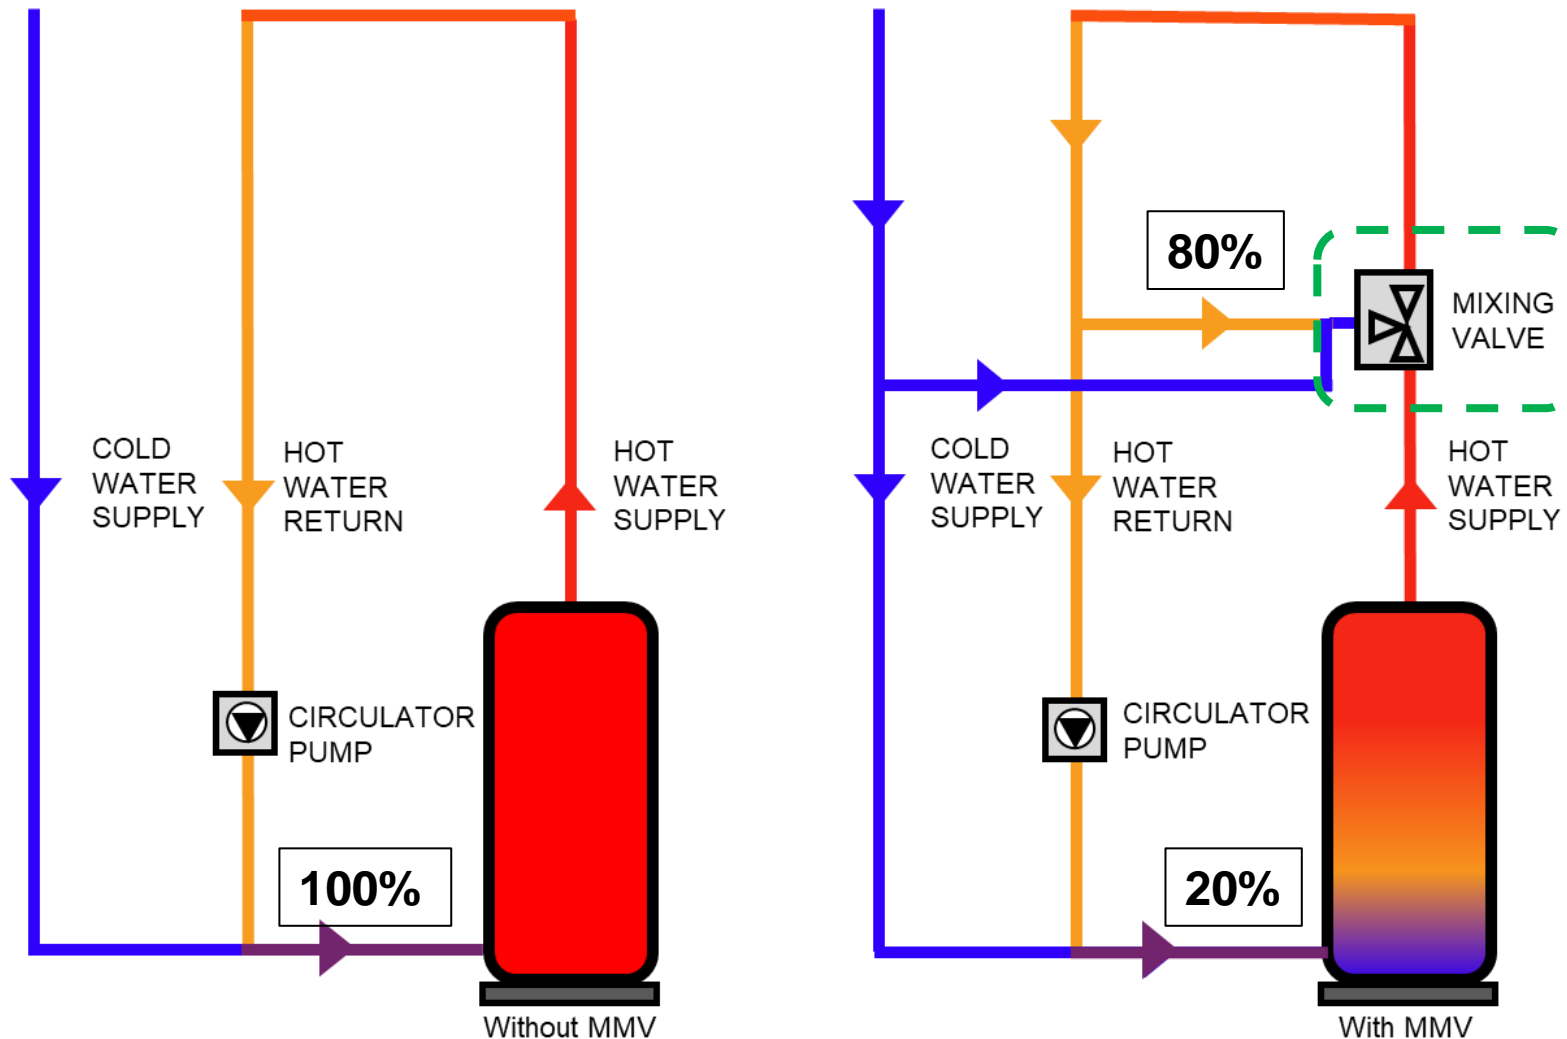 COLD
WATER
SUPPLY
HOT
WATER
RETURN
HOT
WATER
SUPPLY
CIRCULATOR
PUMP
100%
Without MMV
80%
MIXING
VALVE
COLD
WATER
SUPPLY
HOT
WATER
RETURN
HOT
WATER
SUPPLY
CIRCULATOR
PUMP
20%
With MMV